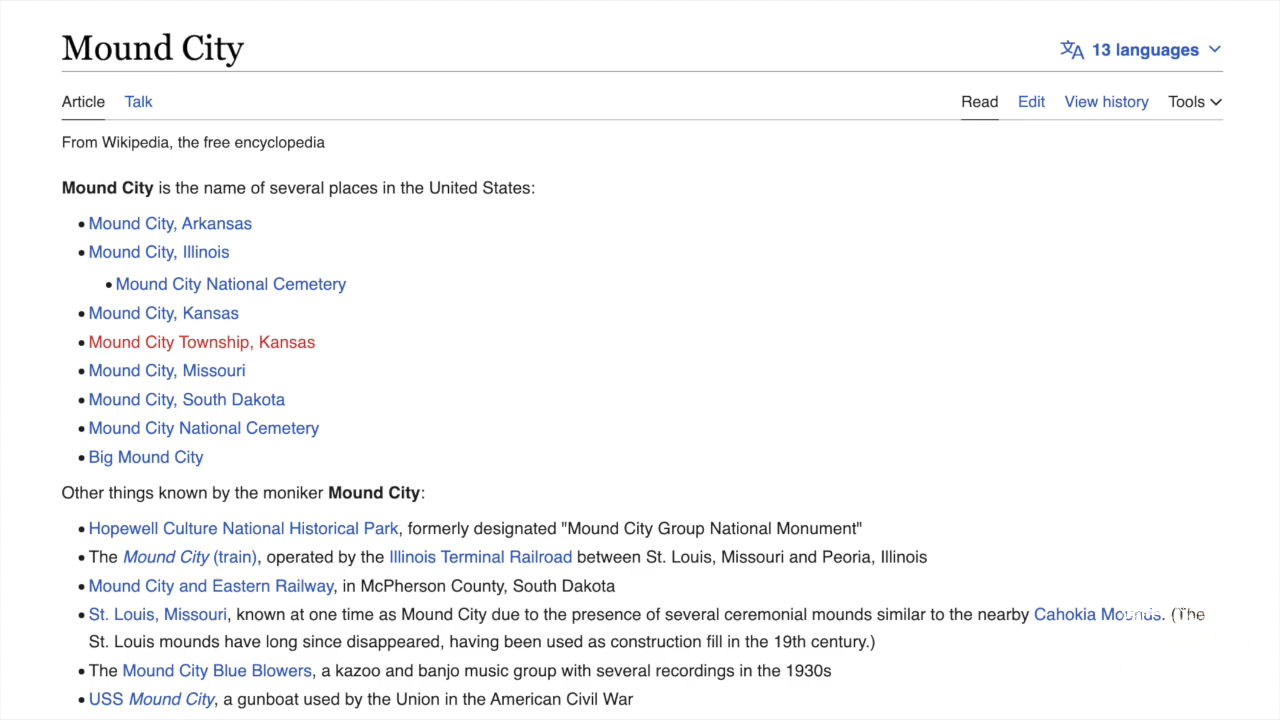 Mound City
13 languages
Article Talk Read Edit View history Tools
From Wikipedia, the free encyclopedia
Mound City is the name of several places in the United States:
• Mound City, Arkansas
• Mound City, Illinois
• Mound City National Cemetery
• Mound City, Kansas
• Mound City Township, Kansas
• Mound City, Missouri
• Mound City, South Dakota
• Mound City National Cemetery
• Big Mound City
Other things known by the moniker Mound City:
• Hopewell Culture National Historical Park, formerly designated "Mound City Group National Monument"
• The Mound City (train), operated by the Illinois Terminal Railroad between St. Louis, Missouri and Peoria, Illinois
• Mound City and Eastern Railway, in McPherson County, South Dakota
• St. Louis, Missouri, known at one time as Mound City due to the presence of several ceremonial mounds similar to the nearby Cahokia Mounds. (The
St. Louis mounds have long since disappeared, having been used as construction fill in the 19th century.)
• The Mound City Blue Blowers, a kazoo and banjo music group with several recordings in the 1930s
• USS Mound City, a gunboat used by the Union in the American Civil War